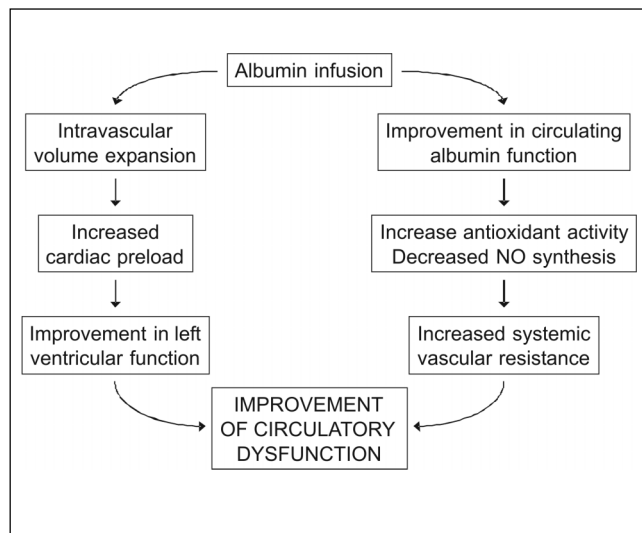 Albumin infusion
Intravascular
volume expansion
Improvement in circulating
albumin function
Increased
cardiac preload
Increase antioxidant activity
Decreased NO synthesis
Improvement in left
ventricular function
Increased systemic
vascular resistance
IMPROVEMENT
OF CIRCULATORY
DYSFUNCTION